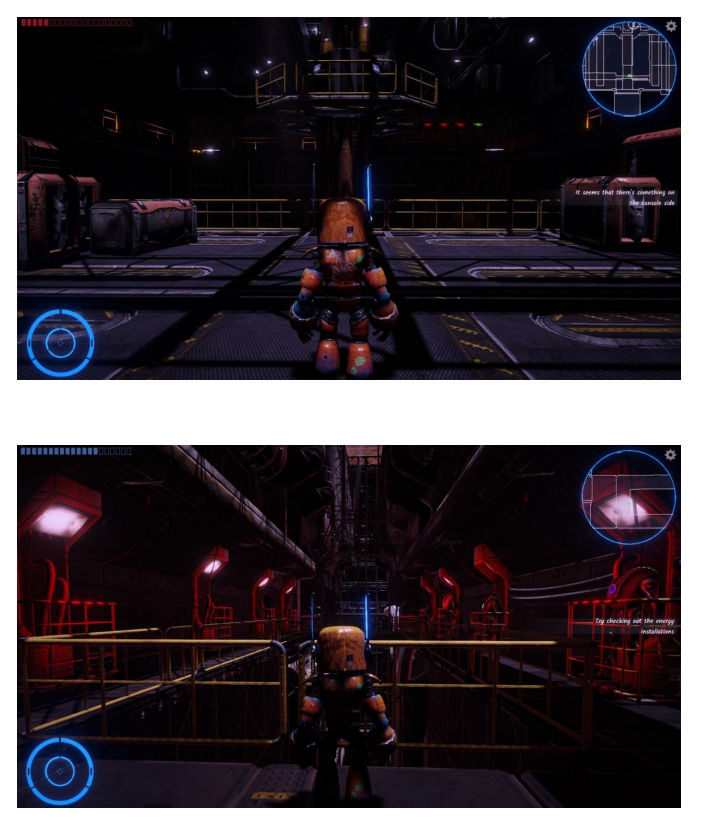 It seems that there's something on
the console side
Try checking out the energy
installations